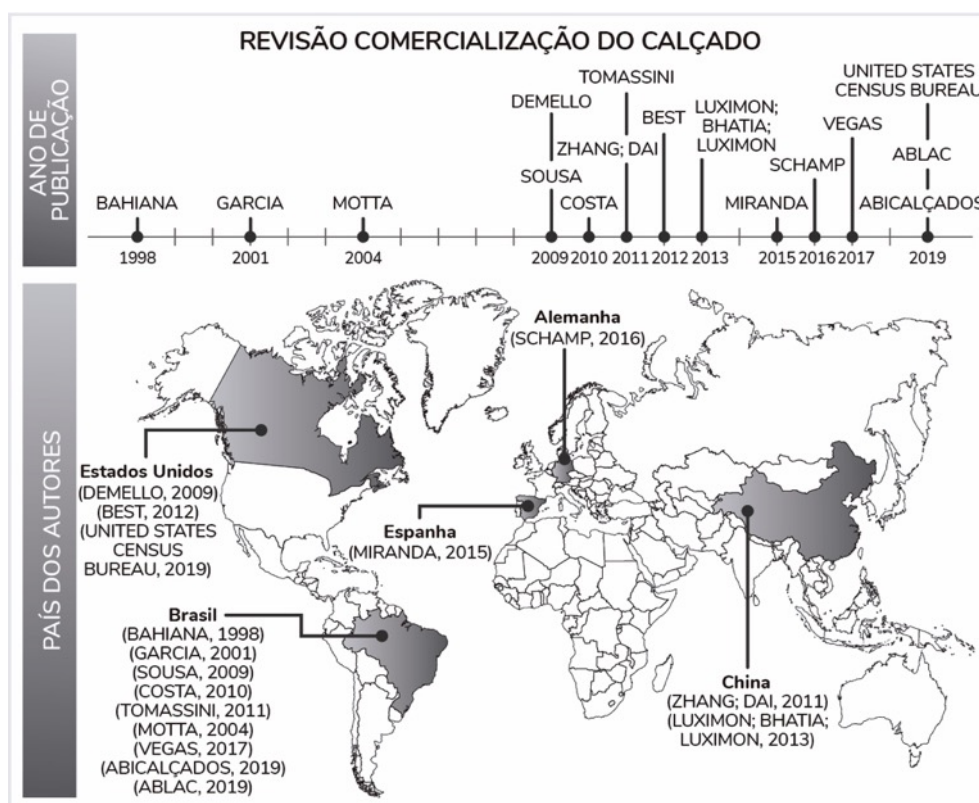 REVISÃO COMERCIALIZAÇÃO DO CALÇADO
ANO DE
PUBLICAÇÃO
BAHIANA
GARCIA
MOTTA
DEMELLO
SOUSA
COSTA
TOMASSINI
ZHANG; DAI
BEST
LUXIMON;
BHATIA;
LUXIMON
MIRANDA
SCHAMP
VEGAS
UNITED STATES
CENSUS BUREAU
ABLAC
ABICALÇADOS
1998
2001
2004
2009
2010
2011
2012
2013
2015
2016
2017
2019
PAÍS DOS AUTORES
Alemanha
(SCHAMP, 2016)
Estados Unidos
(DEMELLO, 2009)
(BEST, 2012)
(UNITED STATES
CENSUS
BUREAU, 2019)
Espanha
(MIRANDA, 2015)
Brasil
(BAHIANA, 1998)
(GARCIA, 2001)
(SOUSA, 2009)
(COSTA, 2010)
(TOMASSINI, 2011)
(MOTTA, 2004)
(VEGAS, 2017)
(ABICALÇADOS, 2019)
(ABLAC, 2019)
China
(ZHANG; DAI, 2011)
(LUXIMON; BHATIA;
LUXIMON, 2013)